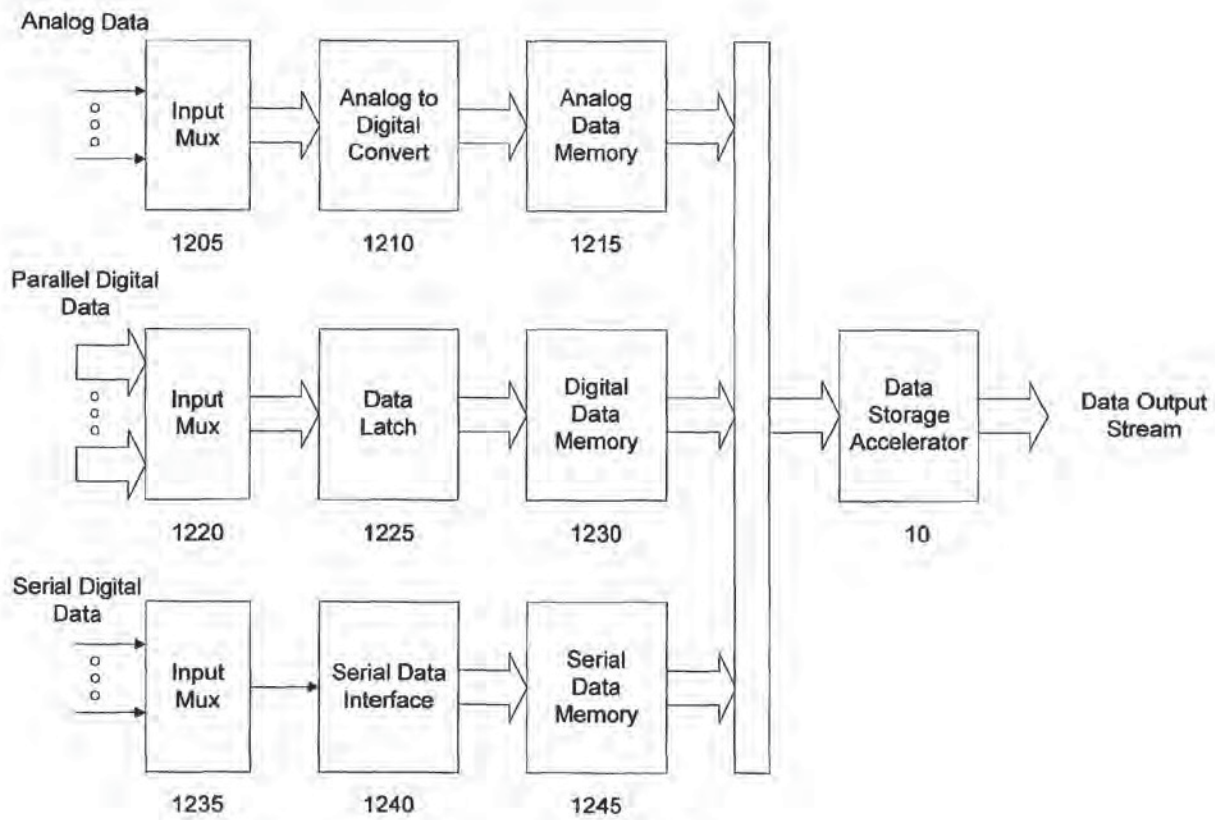 Analog Data
Input
Mux
Analog to
Digital
Convert
Analog
Data
Memory
1205
1210
1215
Parallel Digital
Data
Input
Mux
Data
Latch
Digital
Data
Memory
Data
Storage
Accelerator
Data Output
Stream
1220
1225
1230
10
Serial Digital
Data
Input
Mux
Serial Data
Interface
Serial
Data
Memory
1235
1240
1245